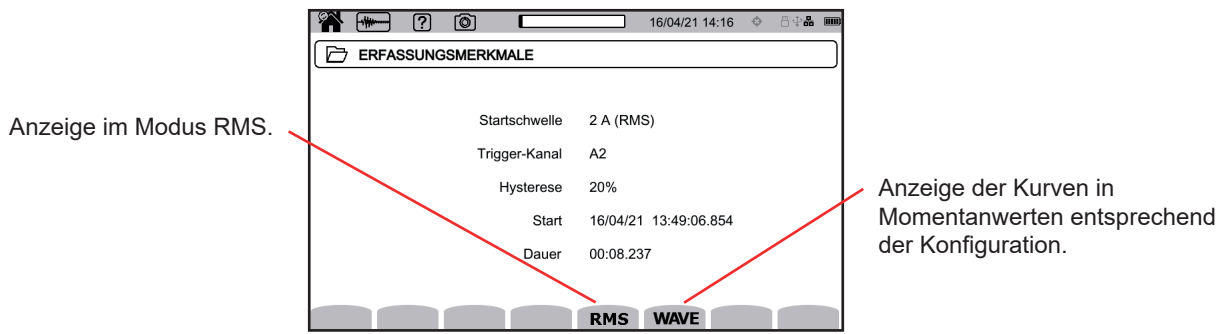 16/04/21 14:16
ERFASSUNGSMERKMALE
Startschwelle 2 A (RMS)
Anzeige im Modus RMS.
Trigger-Kanal A2
Hysterese 20%
Start 16/04/21 13:49:06.854
Dauer 00:08.237
Anzeige der Kurven in
Momentanwerten entsprechend
der Konfiguration.
RMS WAVE